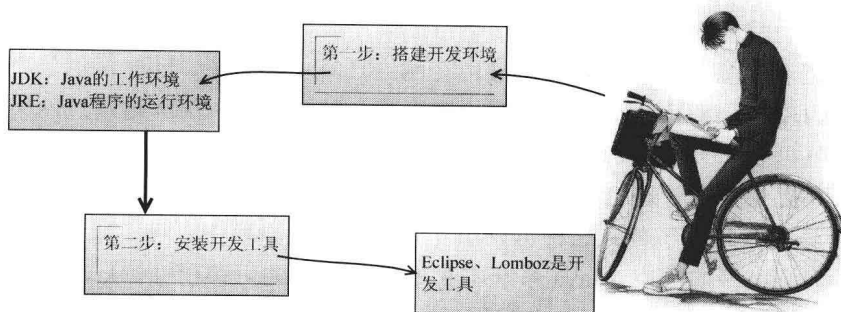 第一步：搭建开发环境
JDK：Java的工作环境
JRE：Java程序的运行环境
第二步：安装开发工具
Eclipse、Lomboz是开
发工具